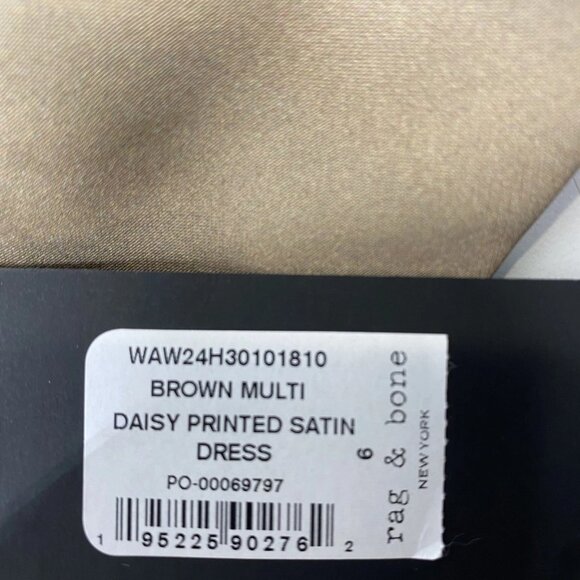 WAW24H30101810
BROWN MULTI
DAISY PRINTED SATIN
DRESS
PO-00069797
1 95225 90276 2
6
rag & bone
NEW YORK